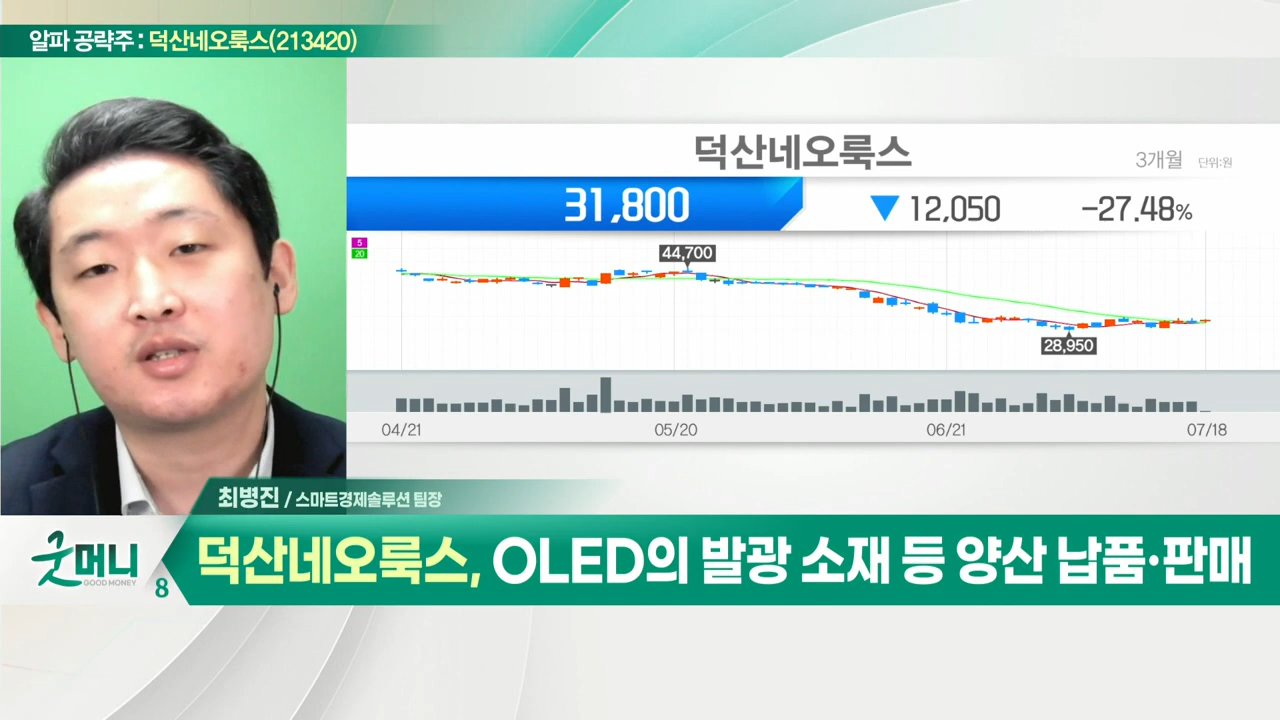 알파 공략주 : 덕산네오룩스(213420)
덕산네오룩스
3개월 단위:원
31,800 ▼ 12,050 -27.48%
5
20
44,700
28,950
04/21 05/20 06/21 07/18
최병진 / 스마트경제솔루션 팀장
굿머니
GOOD MONEY
8
덕산네오룩스, OLED의 발광 소재 등 양산 납품·판매